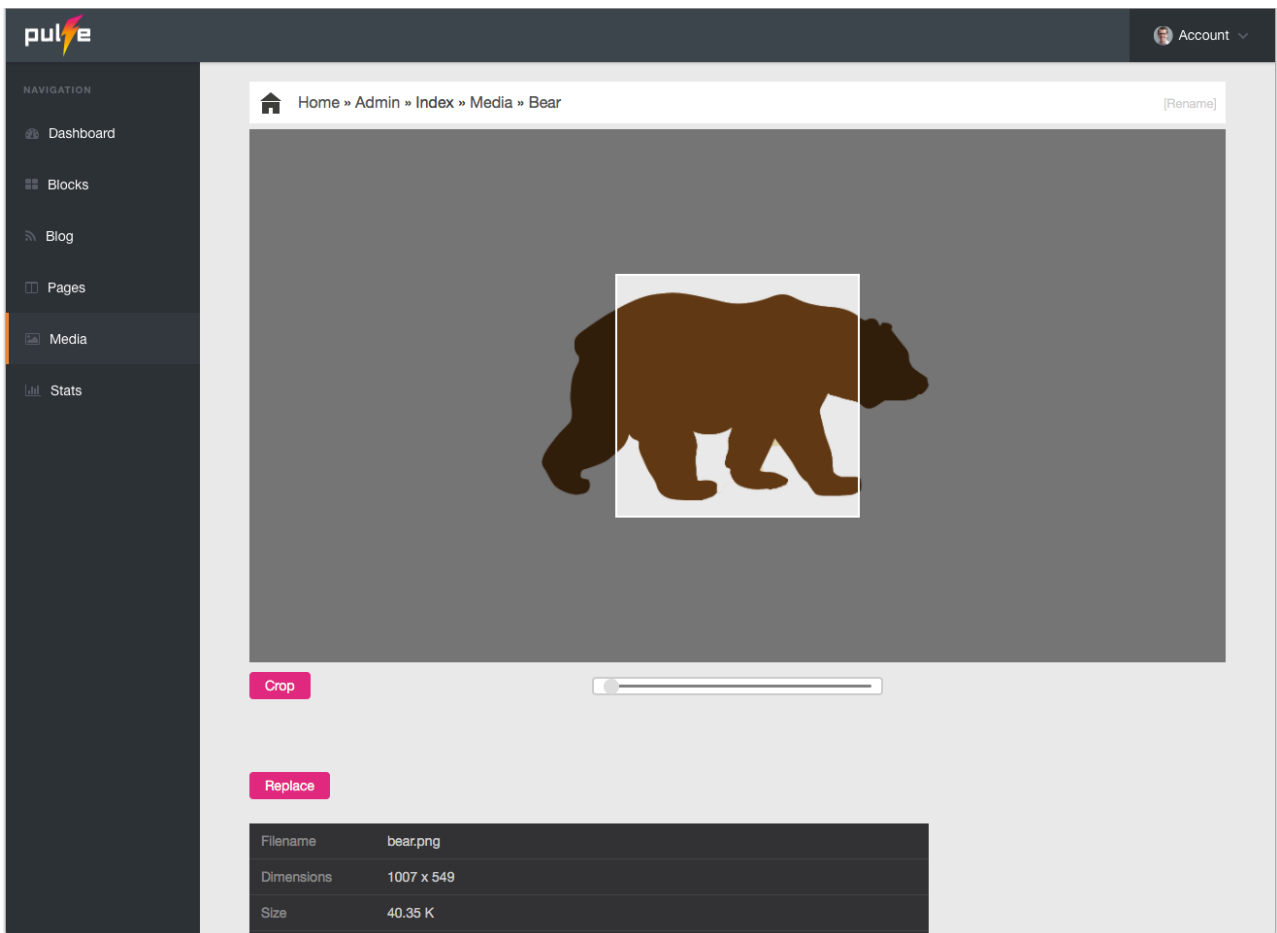 pulse
Account
NAVIGATION
Dashboard
Blocks
Blog
Pages
Media
Stats
Home » Admin » Index » Media » Bear
[Rename]
Crop
Replace
Filename bear.png
Dimensions 1007 x 549
Size 40.35 K